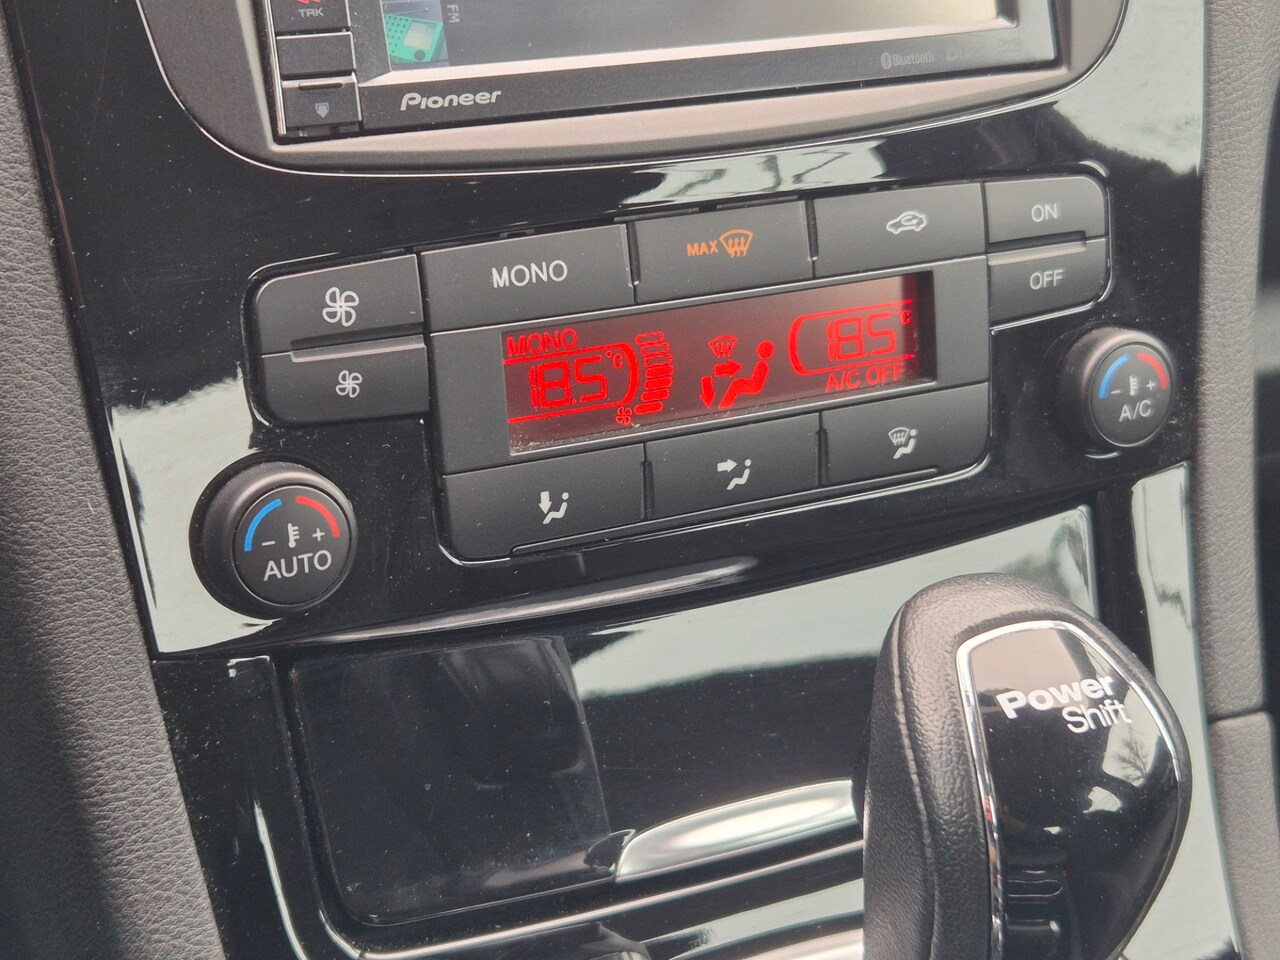 TRK
FM
Bluetooth
Pioneer
MONO
MAX
ON
OFF
MONO
18.5°C
18.5°C
A/C OFF
- +
AUTO
- +
A/C
Power
Shift